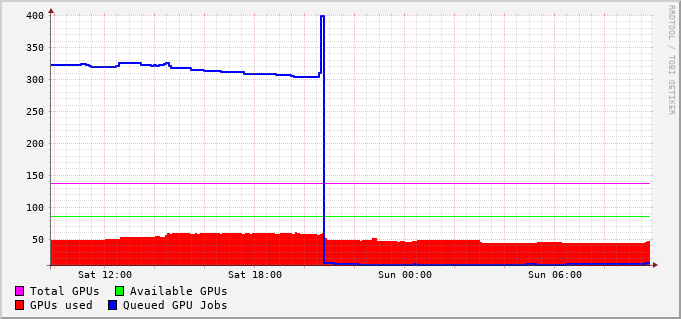 400
350
300
250
200
150
100
50
Sat 12:00 Sat 18:00 Sun 00:00 Sun 06:00
Total GPUs Available GPUs
GPUs used Queued GPU Jobs
RRDTOOL / TOBI OETIKER